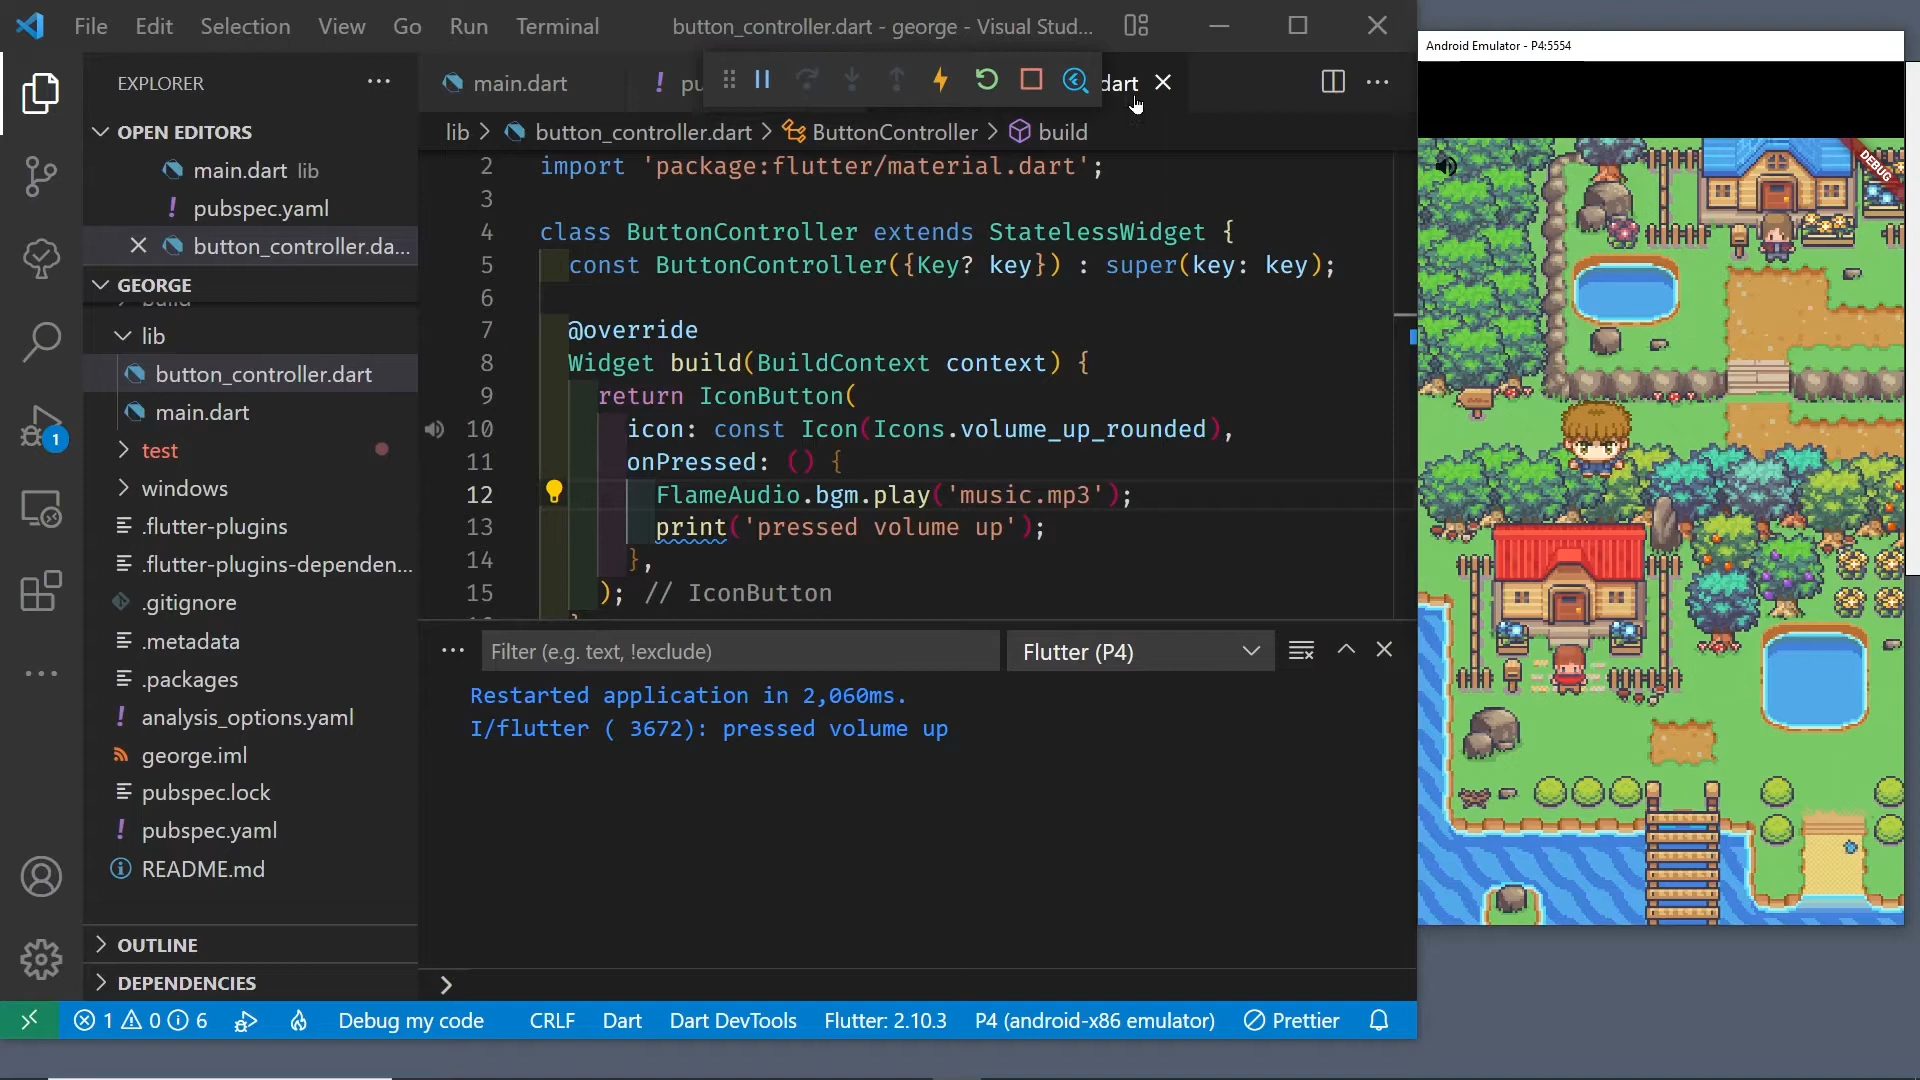 File Edit Selection View Go Run Terminal button_controller.dart - george - Visual Stud...
Android Emulator - P4:5554
EXPLORER
main.dart
! pu
dart
OPEN EDITORS
main.dart lib
! pubspec.yaml
button_controller.da...
GEORGE
build
lib
button_controller.dart
main.dart
test
windows
.flutter-plugins
.flutter-plugins-dependen...
.gitignore
.metadata
.packages
! analysis_options.yaml
george.iml
pubspec.lock
! pubspec.yaml
README.md
OUTLINE
DEPENDENCIES
1
lib > button_controller.dart > ButtonController > build
2 import 'package:flutter/material.dart';
3
4 class ButtonController extends StatelessWidget {
5 const ButtonController({Key? key}) : super(key: key);
6
7 @override
8 Widget build(BuildContext context) {
9 return IconButton(
10 icon: const Icon(Icons.volume_up_rounded),
11 onPressed: () {
12 FlameAudio.bgm.play('music.mp3');
13 print('pressed volume up');
14 },
15 ); // IconButton
Filter (e.g. text, !exclude)
Flutter (P4)
Restarted application in 2,060ms.
I/flutter ( 3672): pressed volume up
DEBUG
1 0 6 Debug my code CRLF Dart Dart DevTools Flutter: 2.10.3 P4 (android-x86 emulator) Prettier